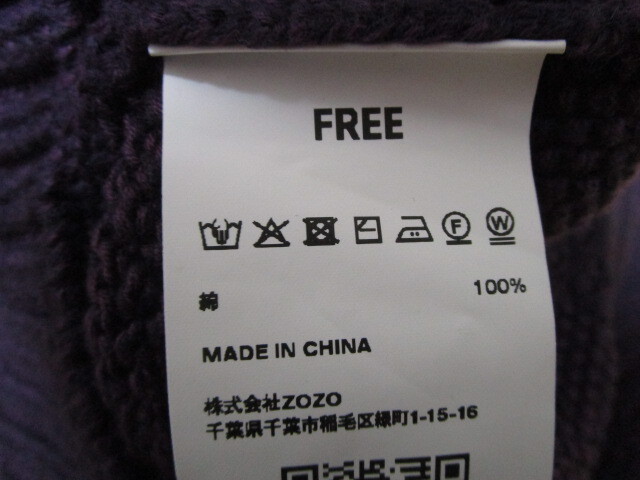 FREE
F W
綿 100%
MADE IN CHINA
株式会社ZOZO
千葉県千葉市稲毛区緑町1-15-16